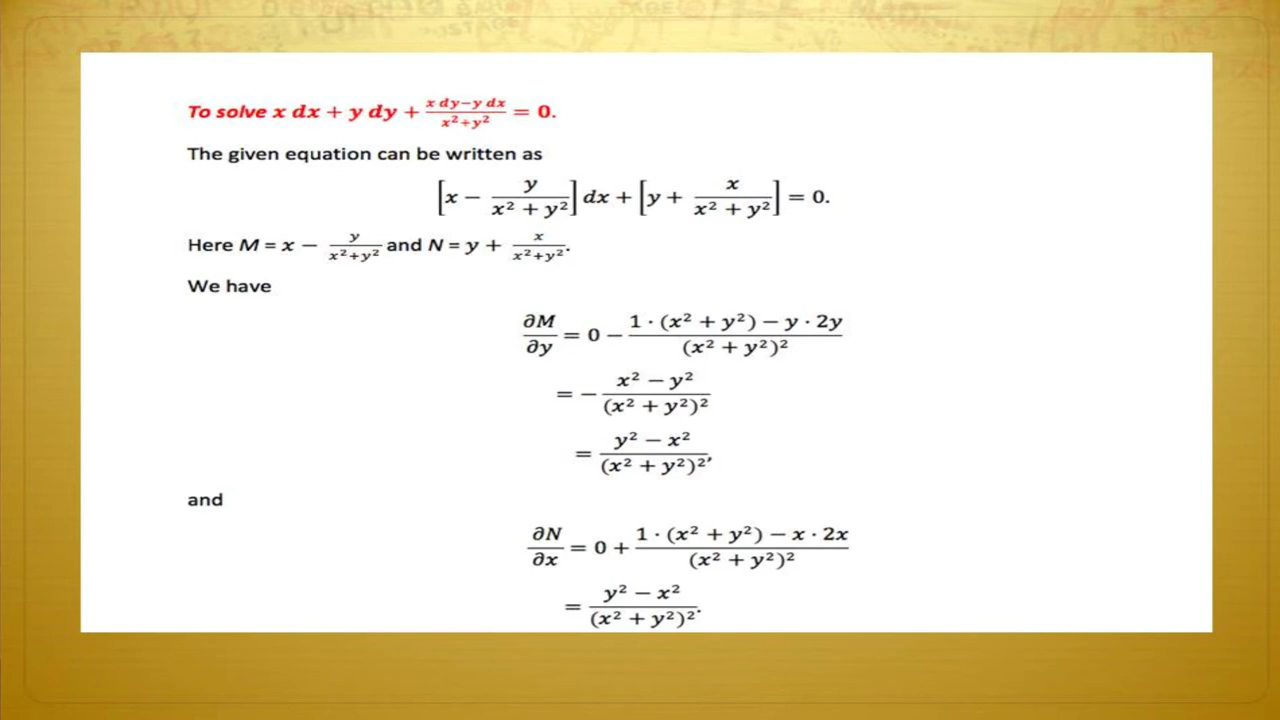 To solve x dx + y dy + (x dy−y dx)/(x²+y²) = 0.
The given equation can be written as
[x − y/(x² + y²)] dx + [y + x/(x² + y²)] = 0.
Here M = x − y/(x²+y²) and N = y + x/(x²+y²).
We have
∂M/∂y = 0 − (1 · (x² + y²) − y · 2y)/(x² + y²)²
= − (x² − y²)/(x² + y²)²
= (y² − x²)/(x² + y²)²,
and
∂N/∂x = 0 + (1 · (x² + y²) − x · 2x)/(x² + y²)²
= (y² − x²)/(x² + y²)².